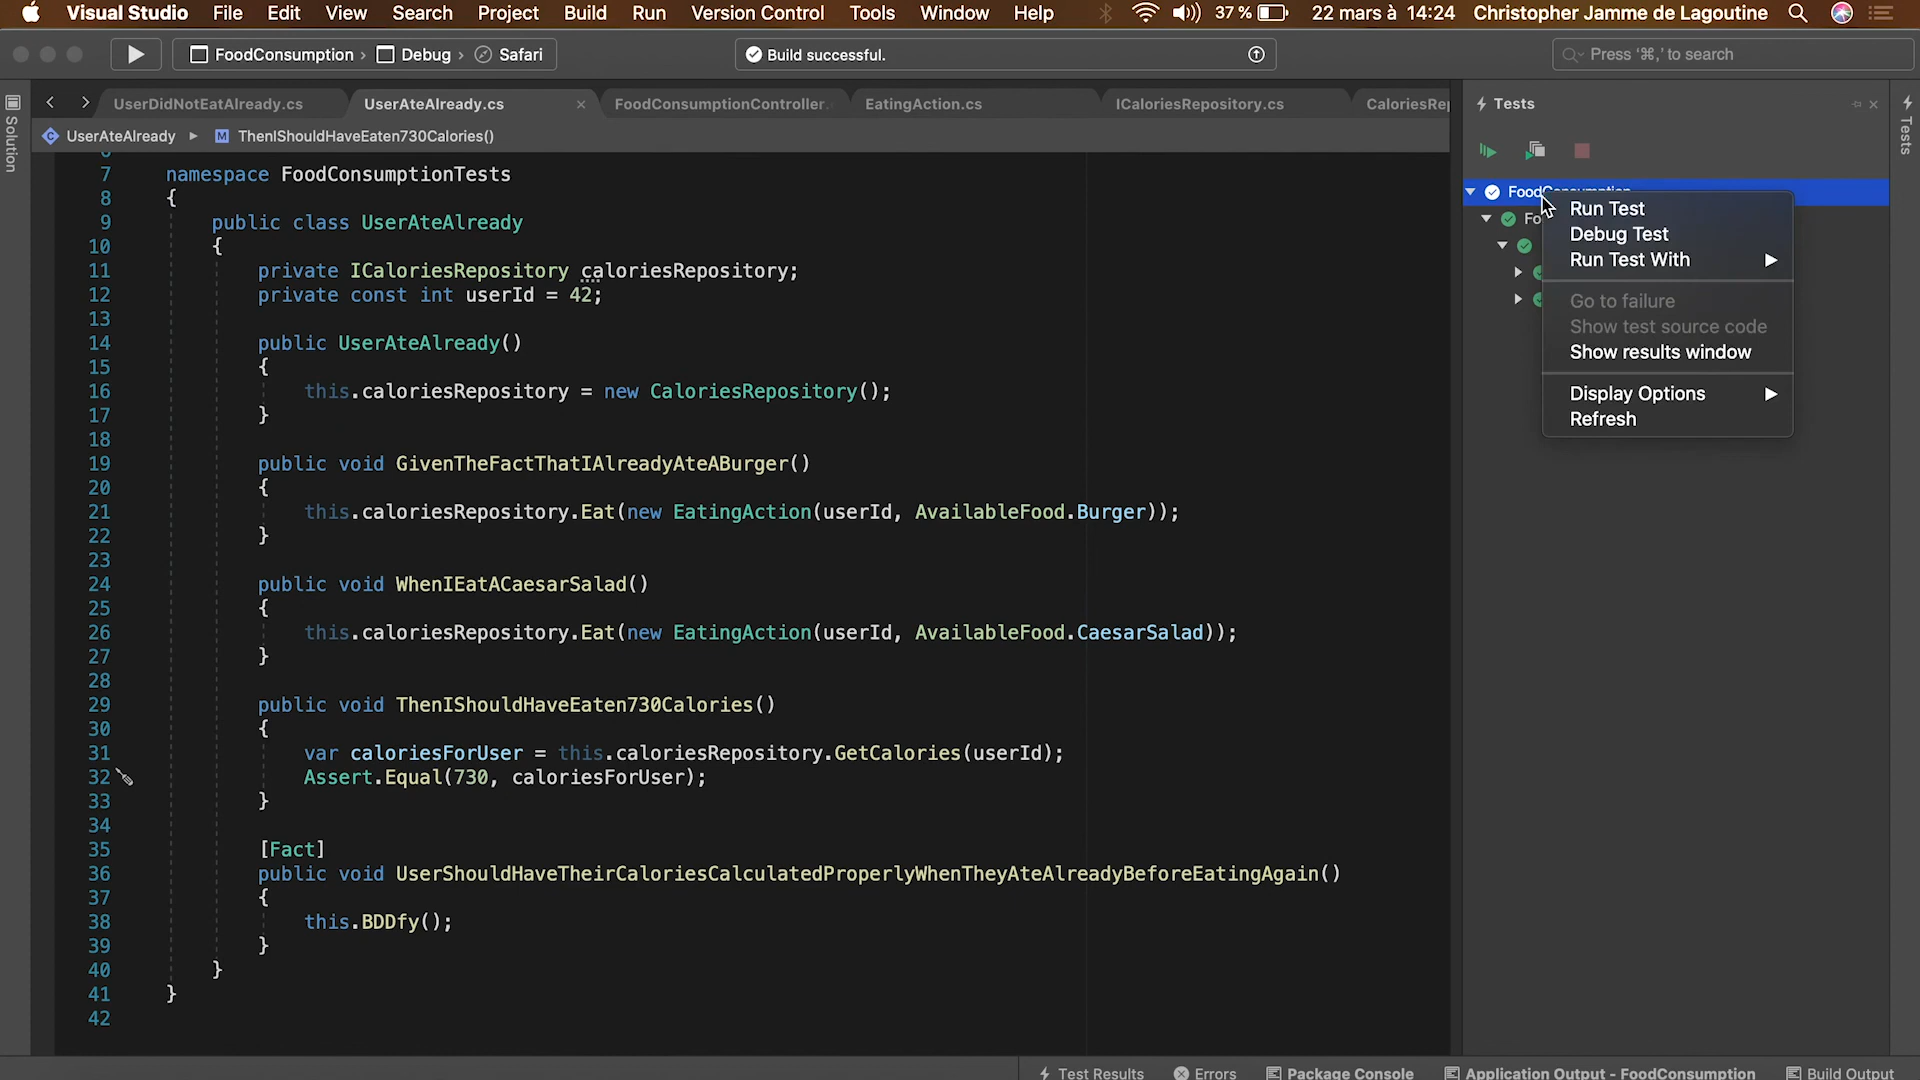 Visual Studio File Edit View Search Project Build Run Version Control Tools Window Help 37 % 22 mars à 14:24 Christopher Jamme de Lagoutine
FoodConsumption › Debug › Safari Build successful. Press '⌘,' to search
UserDidNotEatAlready.cs UserAteAlready.cs FoodConsumptionController. EatingAction.cs ICaloriesRepository.cs CaloriesRep
UserAteAlready ThenIShouldHaveEaten730Calories()
Solution
7 namespace FoodConsumptionTests
8 {
9 public class UserAteAlready
10 {
11 private ICaloriesRepository caloriesRepository;
12 private const int userId = 42;
13
14 public UserAteAlready()
15 {
16 this.caloriesRepository = new CaloriesRepository();
17 }
18
19 public void GivenTheFactThatIAlreadyAteABurger()
20 {
21 this.caloriesRepository.Eat(new EatingAction(userId, AvailableFood.Burger));
22 }
23
24 public void WhenIEatACaesarSalad()
25 {
26 this.caloriesRepository.Eat(new EatingAction(userId, AvailableFood.CaesarSalad));
27 }
28
29 public void ThenIShouldHaveEaten730Calories()
30 {
31 var caloriesForUser = this.caloriesRepository.GetCalories(userId);
32 Assert.Equal(730, caloriesForUser);
33 }
34
35 [Fact]
36 public void UserShouldHaveTheirCaloriesCalculatedProperlyWhenTheyAteAlreadyBeforeEatingAgain()
37 {
38 this.BDDfy();
39 }
40 }
41 }
42
Tests
FoodConsumption
Fo
Run Test
Debug Test
Run Test With
Go to failure
Show test source code
Show results window
Display Options
Refresh
Tests
Test Results Errors Package Console Application Output - FoodConsumption Build Output